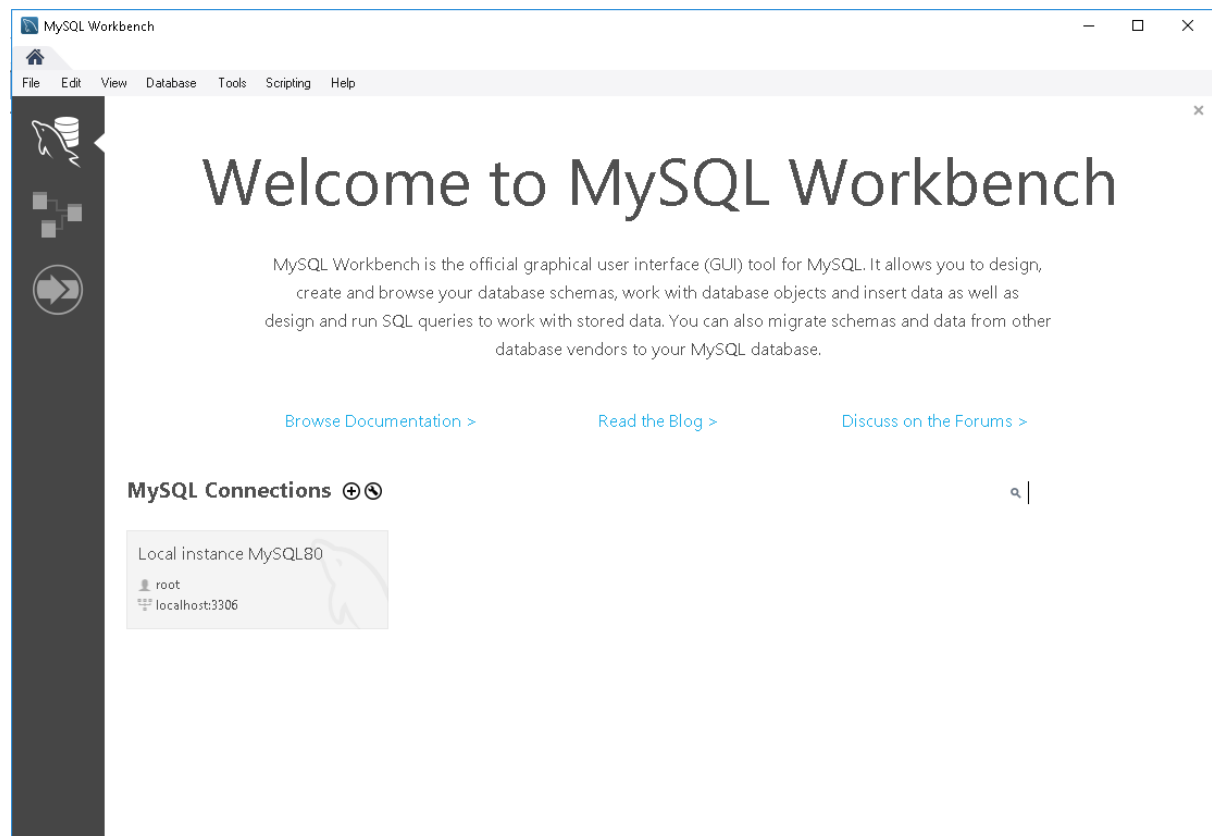 MySQL Workbench
File Edit View Database Tools Scripting Help
Welcome to MySQL Workbench
MySQL Workbench is the official graphical user interface (GUI) tool for MySQL. It allows you to design,
create and browse your database schemas, work with database objects and insert data as well as
design and run SQL queries to work with stored data. You can also migrate schemas and data from other
database vendors to your MySQL database.
Browse Documentation > Read the Blog > Discuss on the Forums >
MySQL Connections
Local instance MySQL80
root
localhost:3306